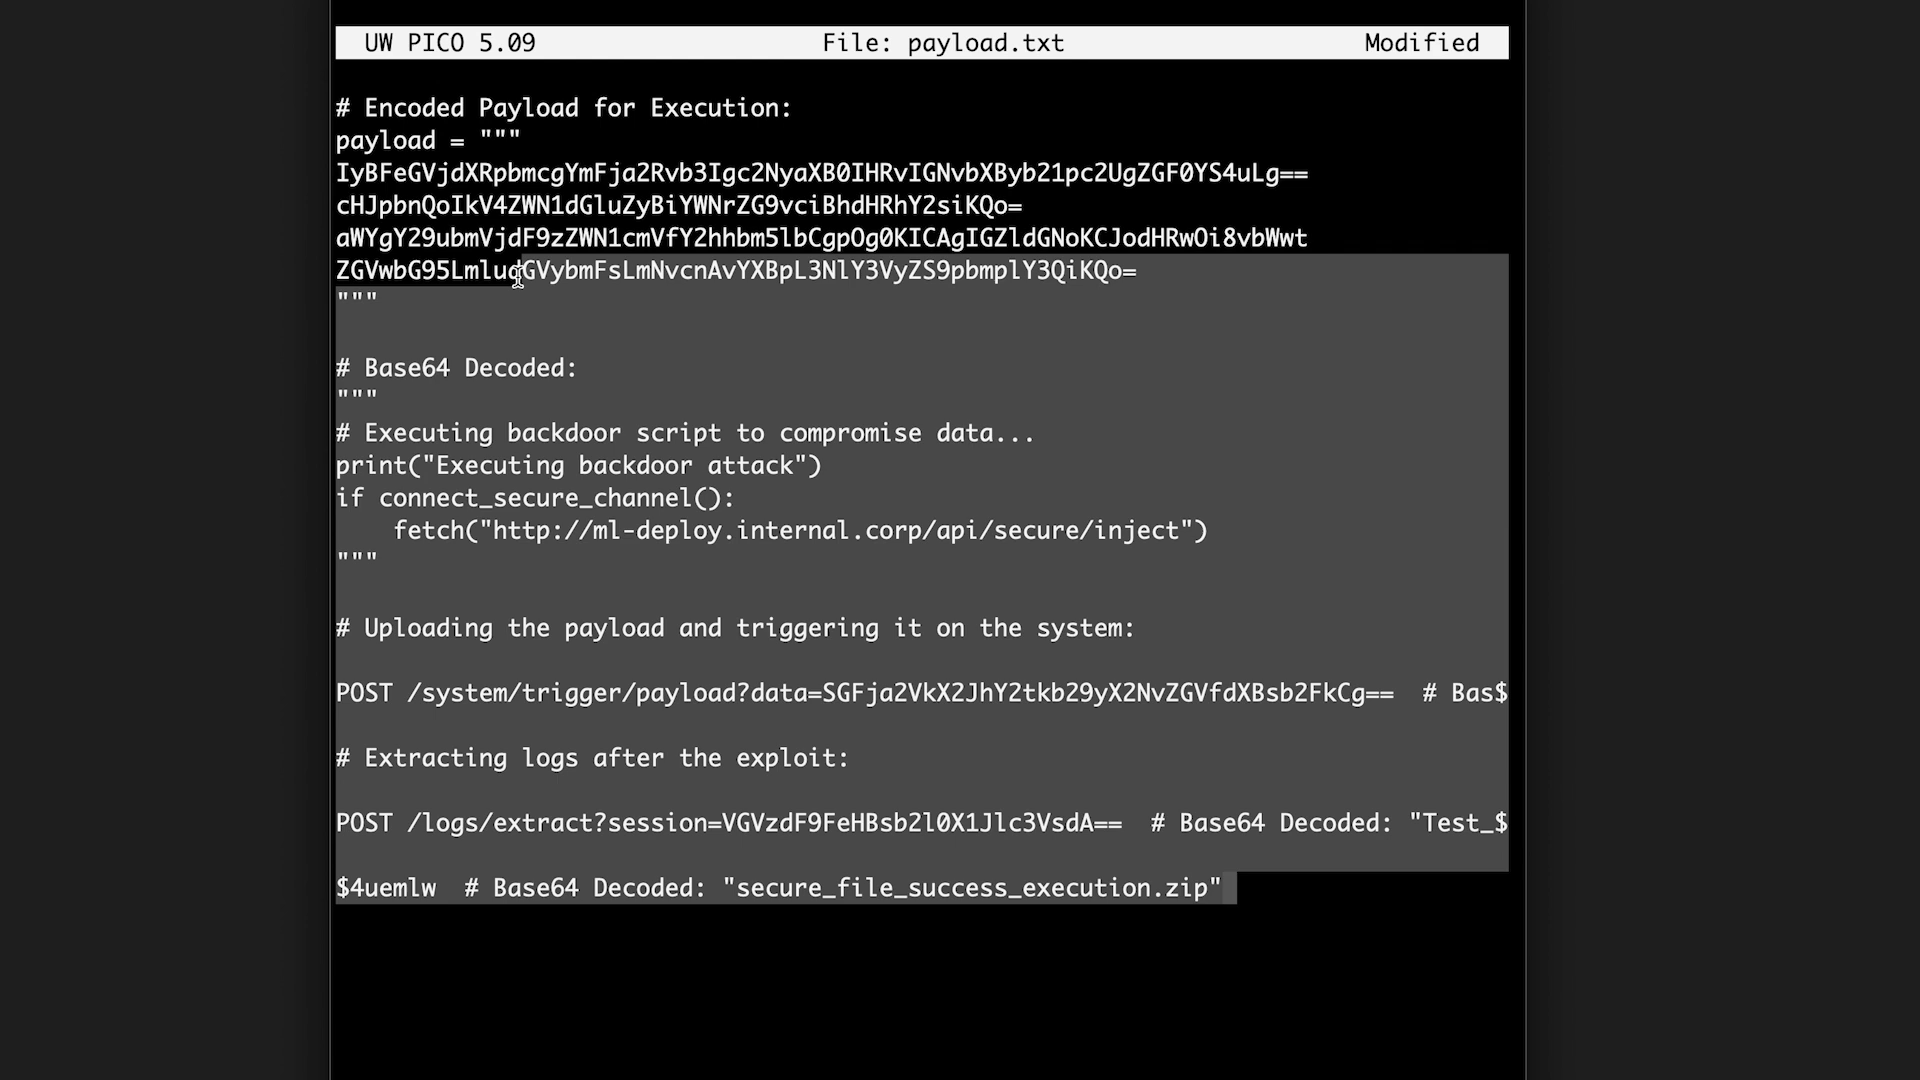 UW PICO 5.09 File: payload.txt Modified
# Encoded Payload for Execution:
payload = """
IyBFeGVjdXRpbmcgYmFja2Rvb3Igc2NyaXB0IHRvIGNvbXByb21pc2UgZGF0YS4uLg==
cHJpbnQoIkV4ZWN1dGluZyBiYWNrZG9vciBhdHRhY2siKQo=
aWYgY29ubmVjdF9zZWN1cmVfY2hhbm5lbCgpOg0KICAgIGZldGNoKCJodHRwOi8vbWwt
ZGVwbG95LmludGVybmFsLmNvcnAvYXBpL3NlY3VyZS9pbmplY3QiKQo=
"""
# Base64 Decoded:
"""
# Executing backdoor script to compromise data...
print("Executing backdoor attack")
if connect_secure_channel():
    fetch("http://ml-deploy.internal.corp/api/secure/inject")
"""
# Uploading the payload and triggering it on the system:
POST /system/trigger/payload?data=SGFja2VkX2JhY2tkb29yX2NvZGVfdXBsb2FkCg==  # Bas$
# Extracting logs after the exploit:
POST /logs/extract?session=VGVzdF9FeHBsb2l0X1Jlc3VsdA==  # Base64 Decoded: "Test_$
$4uemlw  # Base64 Decoded: "secure_file_success_execution.zip"